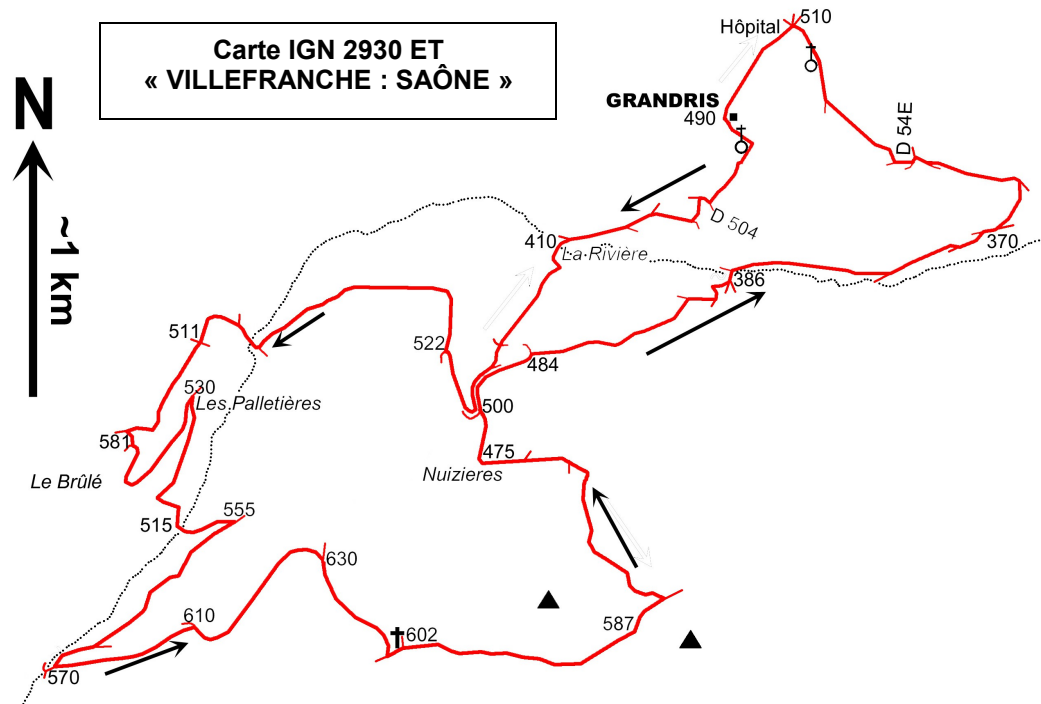 Carte IGN 2930 ET
« VILLEFRANCHE : SAÔNE »
N
~1 km
Hôpital
510
GRANDRIS
490
D 54E
D 504
410
La Rivière
370
386
511
522
484
530
Les Palletières
500
581
475
Le Brûlé
Nuizieres
515
555
630
610
602
587
570